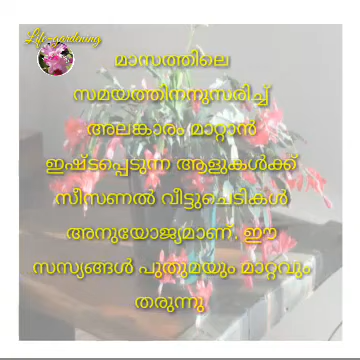 Life-gardening
മാസത്തിലെ
സമയത്തിനനുസരിച്ച്
അലങ്കാരം മാറ്റാൻ
ഇഷ്ടപ്പെടുന്ന ആളുകൾക്ക്
സീസണൽ വീട്ടുചെടികൾ
അനുയോജ്യമാണ്. ഈ
സസ്യങ്ങൾ പുതുമയും മാറ്റവും
തരുന്നു